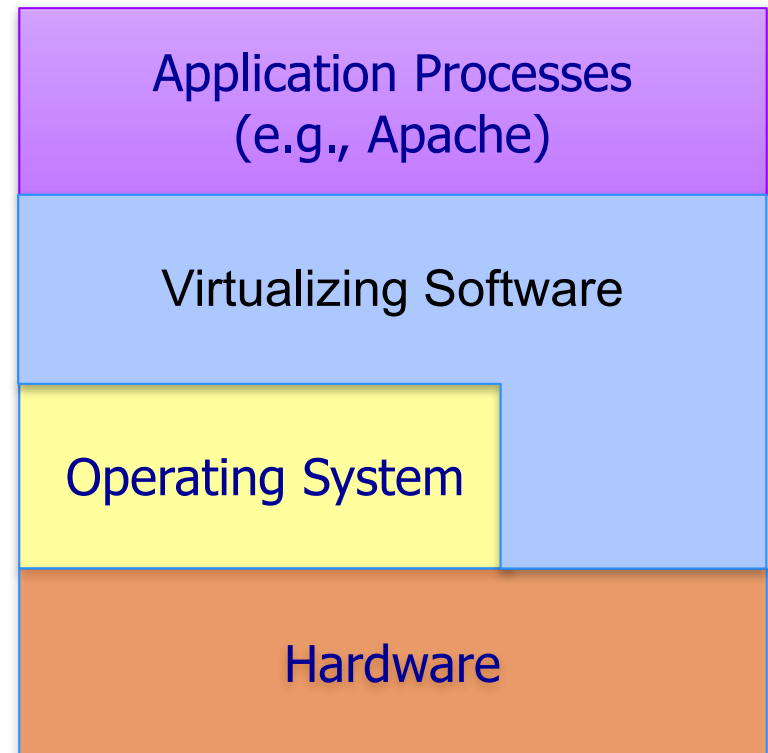 Application Processes
(e.g., Apache)
Virtualizing Software
Operating System
Hardware